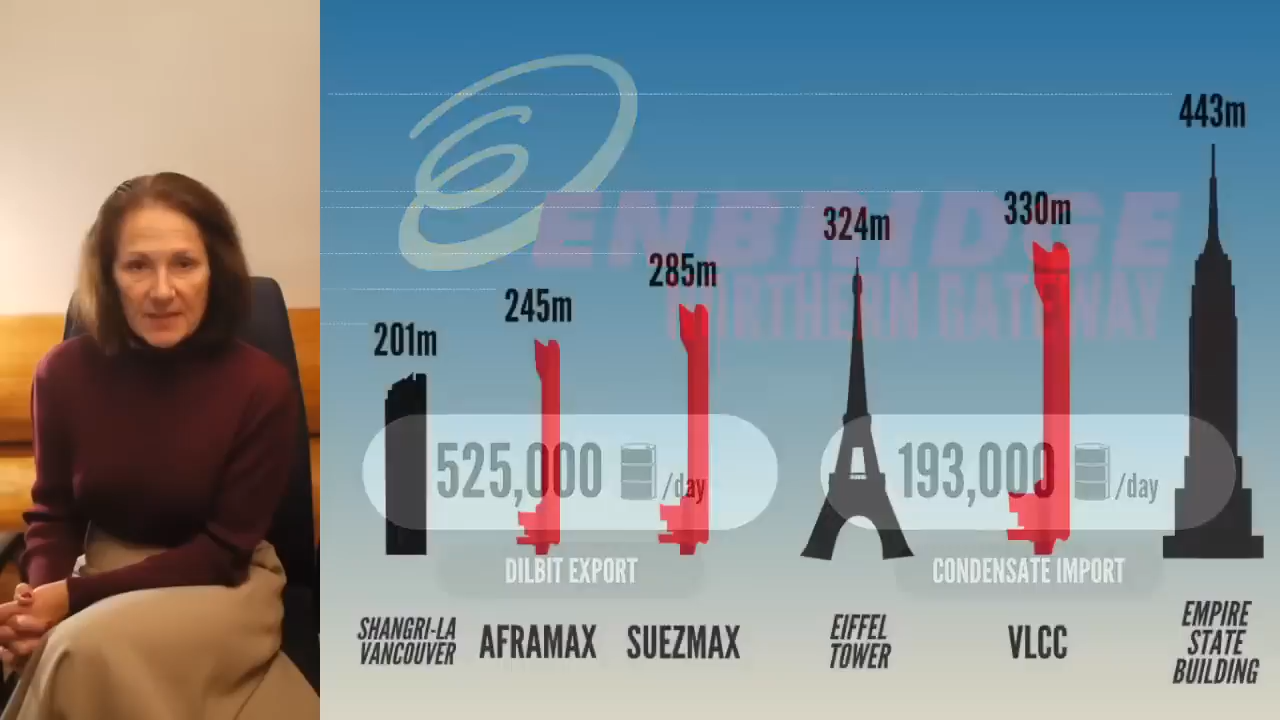 443m
ENBRIDGE
NORTHERN GATEWAY
330m
324m
285m
245m
201m
525,000 /day
193,000 /day
DILBIT EXPORT
CONDENSATE IMPORT
SHANGRI-LA
VANCOUVER
AFRAMAX
SUEZMAX
EIFFEL
TOWER
VLCC
EMPIRE
STATE
BUILDING